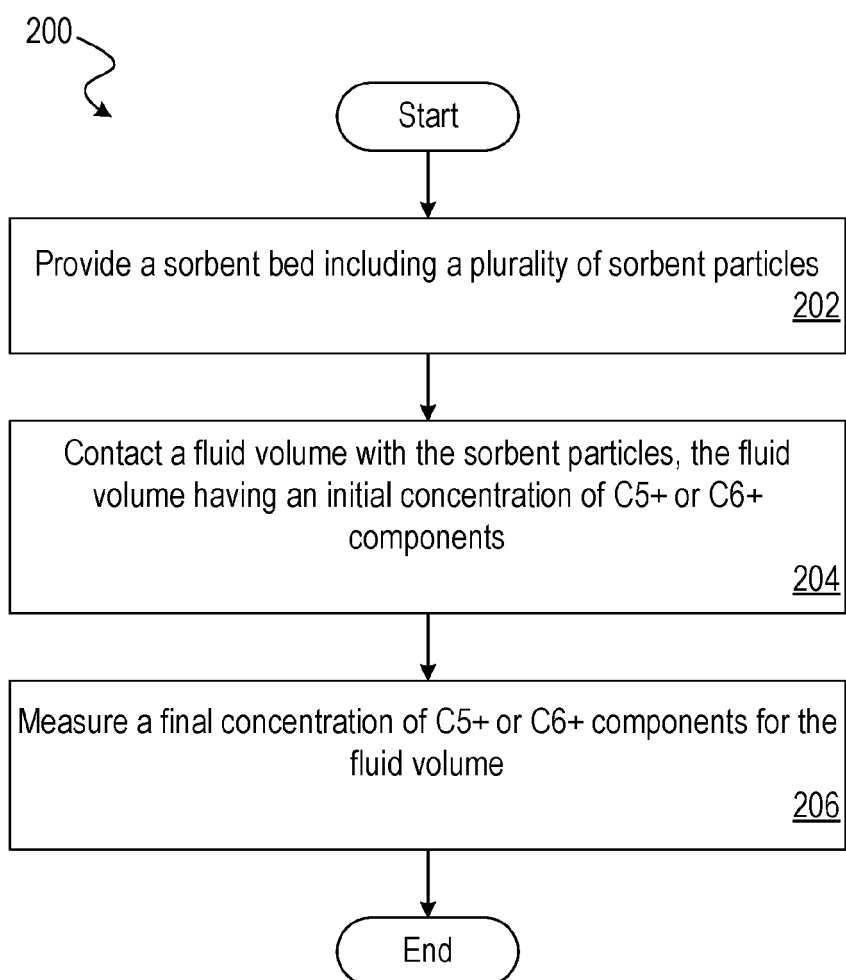 200
Start
Provide a sorbent bed including a plurality of sorbent particles
202
Contact a fluid volume with the sorbent particles, the fluid
volume having an initial concentration of C5+ or C6+
components
204
Measure a final concentration of C5+ or C6+ components for the
fluid volume
206
End